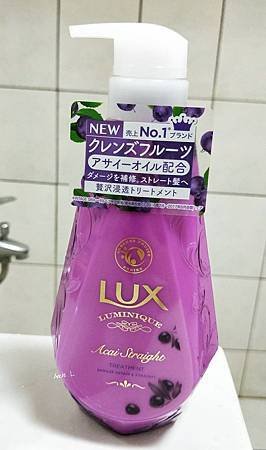 NEW 売上No.1*ブランド
クレンズフルーツ
アサイーオイル配合
ダメージを補修。ストレート髪へ
贅沢浸透トリートメント
LUX
LUMINIQUE
Acai Straight
TREATMENT
DAMAGE REPAIR & STRAIGHT